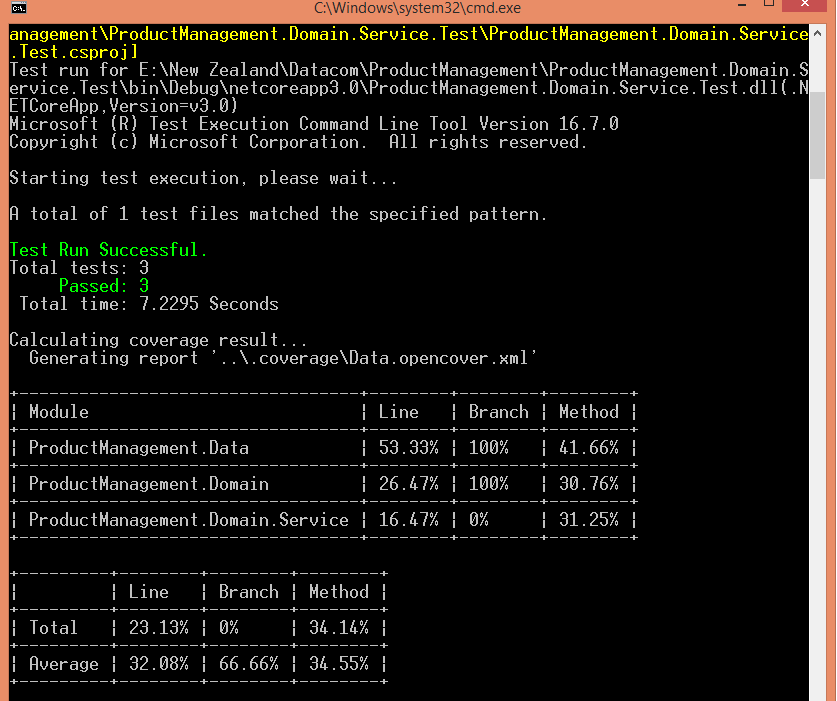 C:\Windows\system32\cmd.exe
anagement\ProductManagement.Domain.Service.Test\ProductManagement.Domain.Service
.Test.csproj]
Test run for E:\New Zealand\Datacom\ProductManagement\ProductManagement.Domain.S
ervice.Test\bin\Debug\netcoreapp3.0\ProductManagement.Domain.Service.Test.dll(.N
ETCoreApp,Version=v3.0)
Microsoft (R) Test Execution Command Line Tool Version 16.7.0
Copyright (c) Microsoft Corporation.  All rights reserved.
Starting test execution, please wait...
A total of 1 test files matched the specified pattern.
Test Run Successful.
Total tests: 3
Passed: 3
Total time: 7.2295 Seconds
Calculating coverage result...
Generating report '..\.coverage\Data.opencover.xml'
| Module | Line | Branch | Method |
| ProductManagement.Data | 53.33% | 100% | 41.66% |
| ProductManagement.Domain | 26.47% | 100% | 30.76% |
| ProductManagement.Domain.Service | 16.47% | 0% | 31.25% |
| | Line | Branch | Method |
| Total | 23.13% | 0% | 34.14% |
| Average | 32.08% | 66.66% | 34.55% |